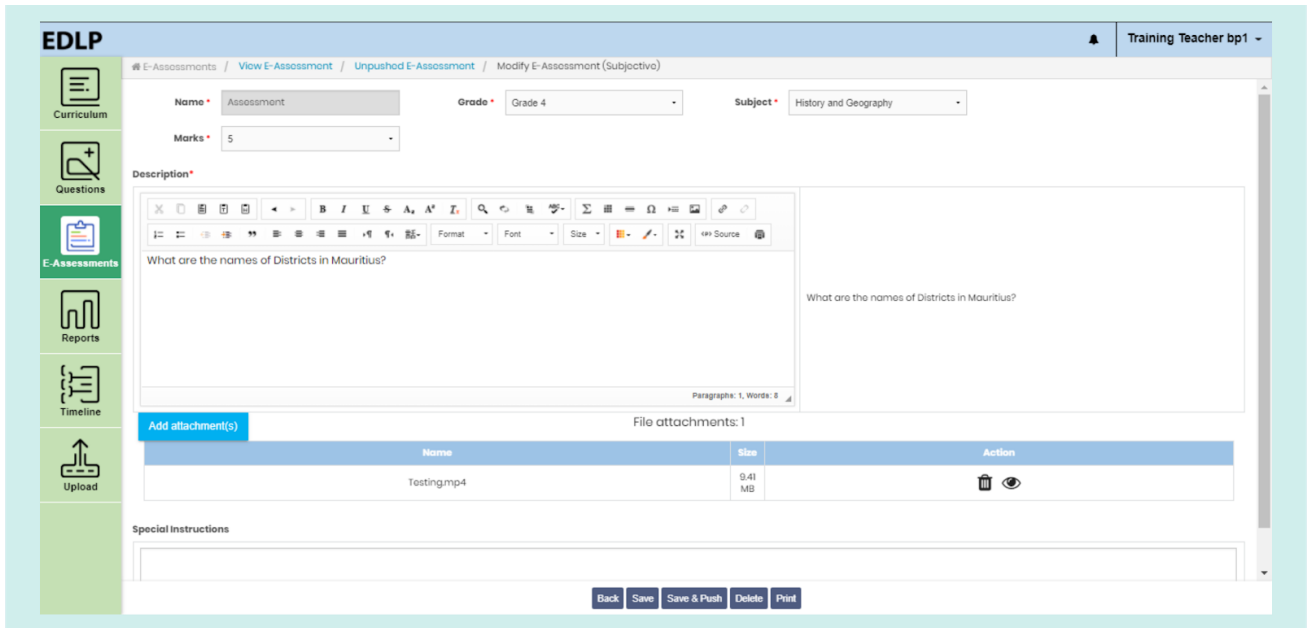 EDLP
Training Teacher bp1
E-Assessments / View E-Assessment / Unpushed E-Assessment / Modify E-Assessment (Subjective)
Curriculum
Questions
E-Assessments
Reports
Timeline
Upload
Name * Assessment Grade * Grade 4 Subject * History and Geography
Marks * 5
Description*
B I U S Format Font Size Source
What are the names of Districts in Mauritius?
What are the names of Districts in Mauritius?
Paragraphs: 1, Words: 8
Add attachment(s) File attachments: 1
Name Size Action
Testing.mp4 9.41 MB
Special Instructions
Back Save Save & Push Delete Print